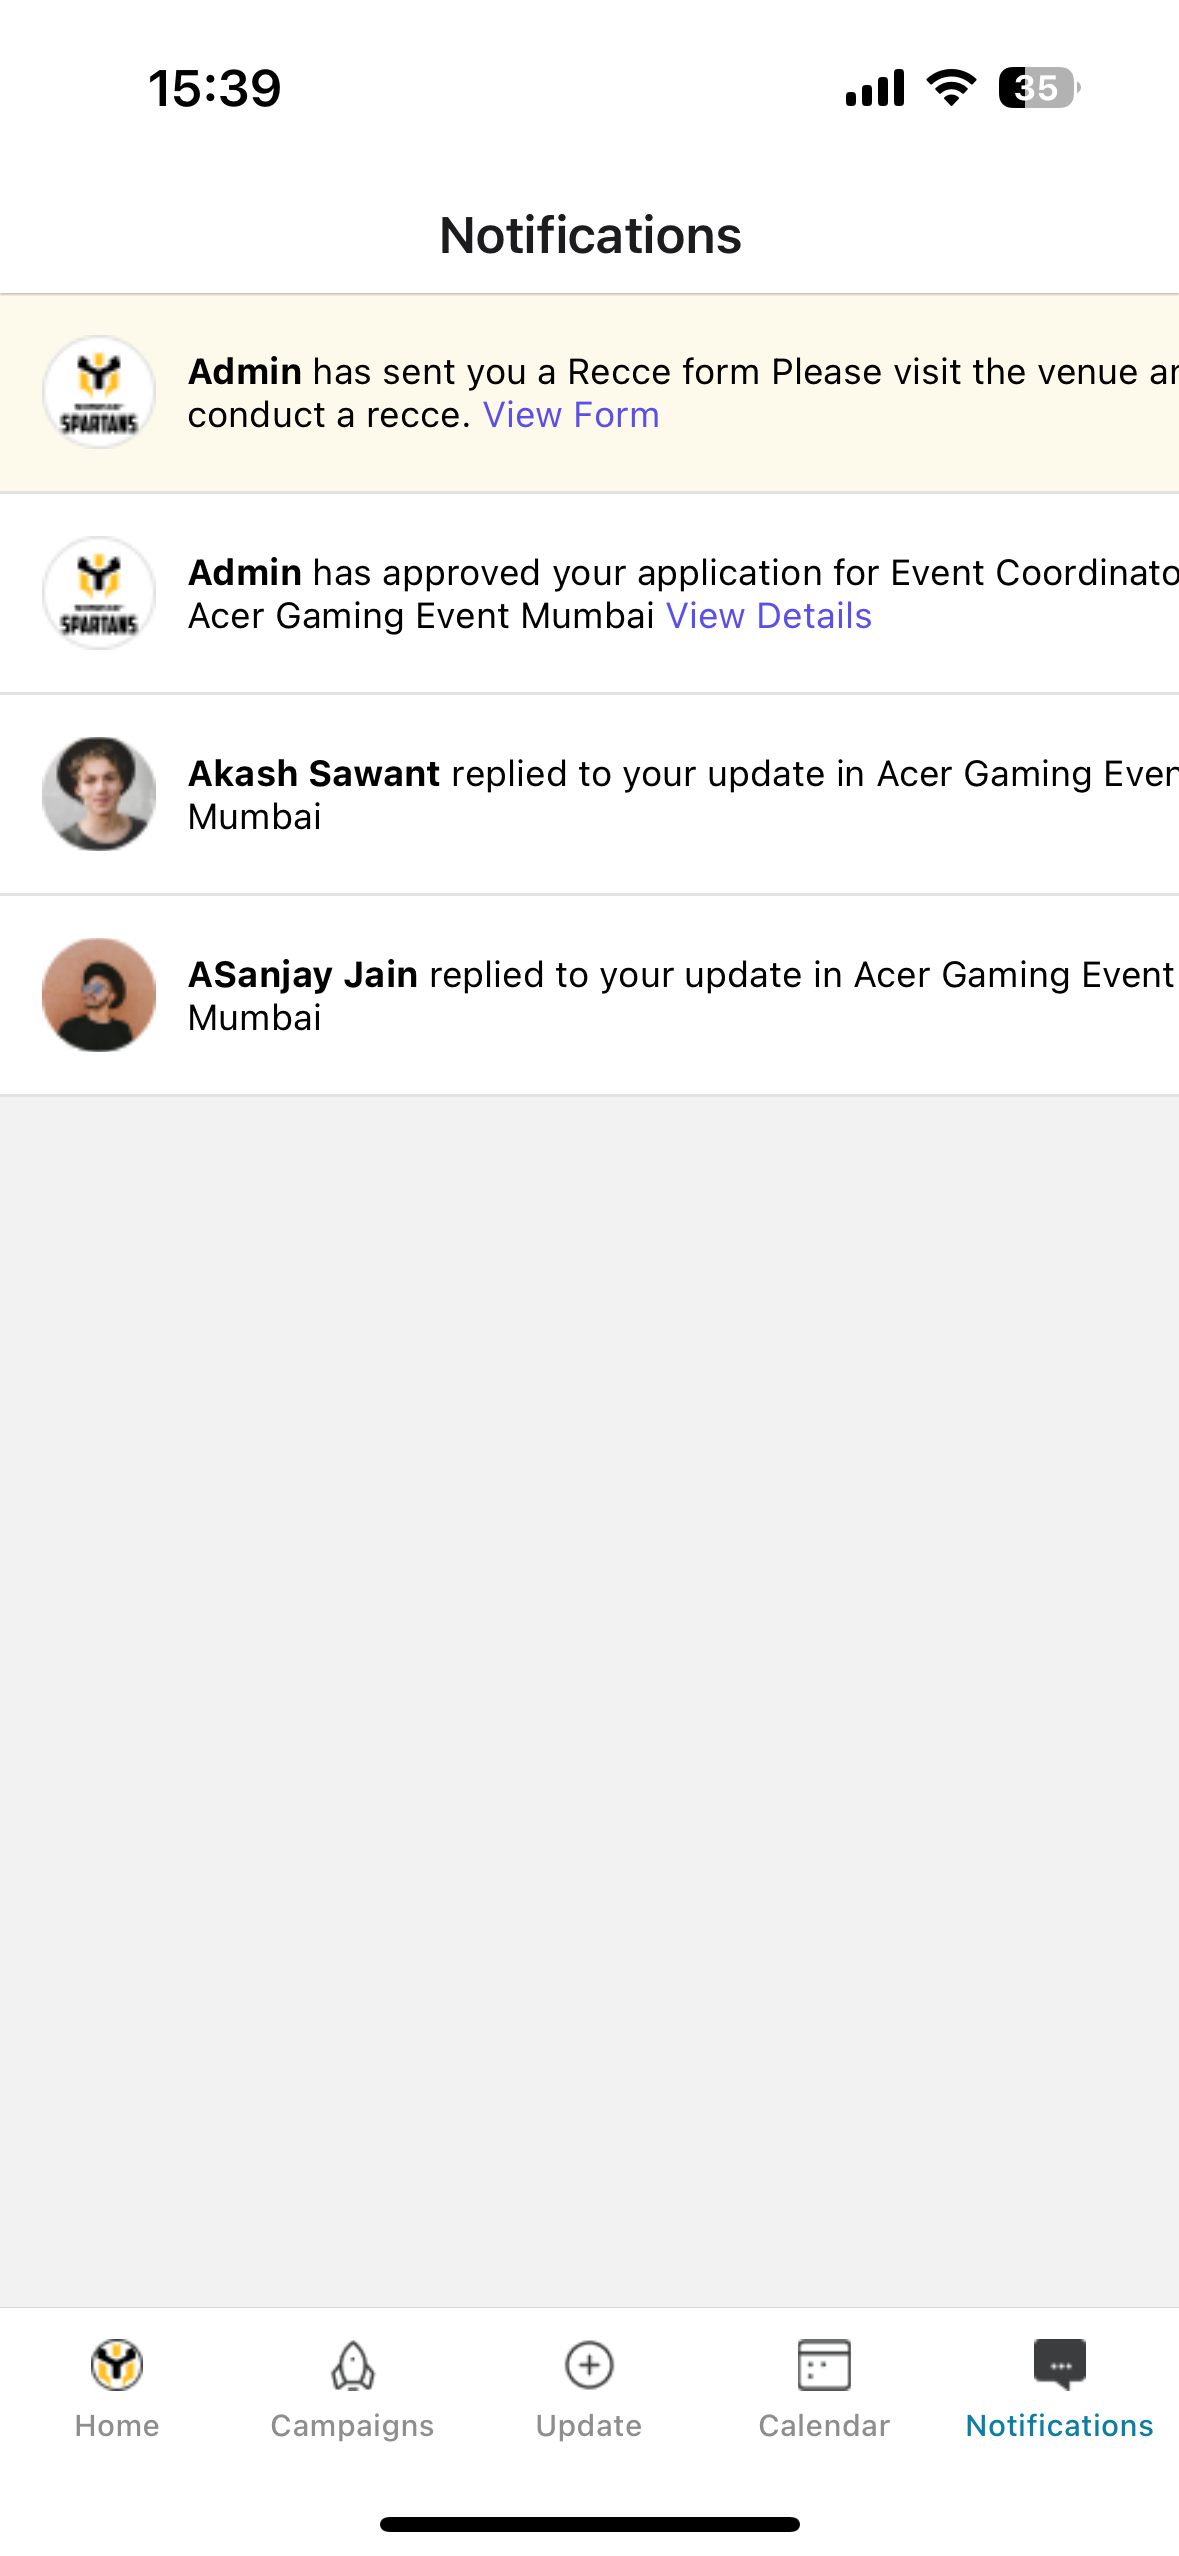 15:39
35
Notifications
SPARTANS
Admin has sent you a Recce form Please visit the venue
conduct a recce. View Form
SPARTANS
Admin has approved your application for Event
Acer Gaming Event Mumbai View Details
Akash Sawant replied to your update in Acer Gaming
Mumbai
ASanjay Jain replied to your update in Acer Gaming Event
Mumbai
Home
Campaigns
Update
Calendar
Notifications